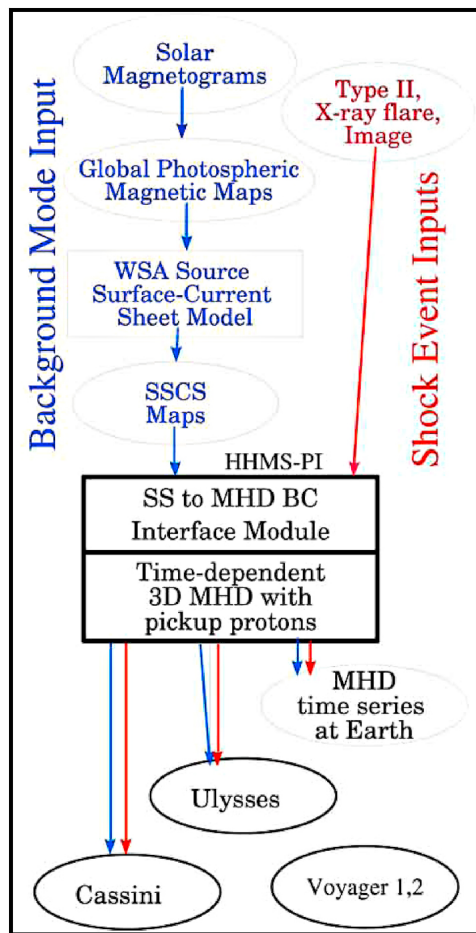 Solar
Magnetograms
Type II,
X-ray flare,
Image
Background Mode Input
Global Photospheric
Magnetic Maps
Shock Event Inputs
WSA Source
Surface-Current
Sheet Model
SSCS
Maps
HHMS-PI
SS to MHD BC
Interface Module
Time-dependent
3D MHD with
pickup protons
MHD
time series
at Earth
Ulysses
Cassini
Voyager 1,2